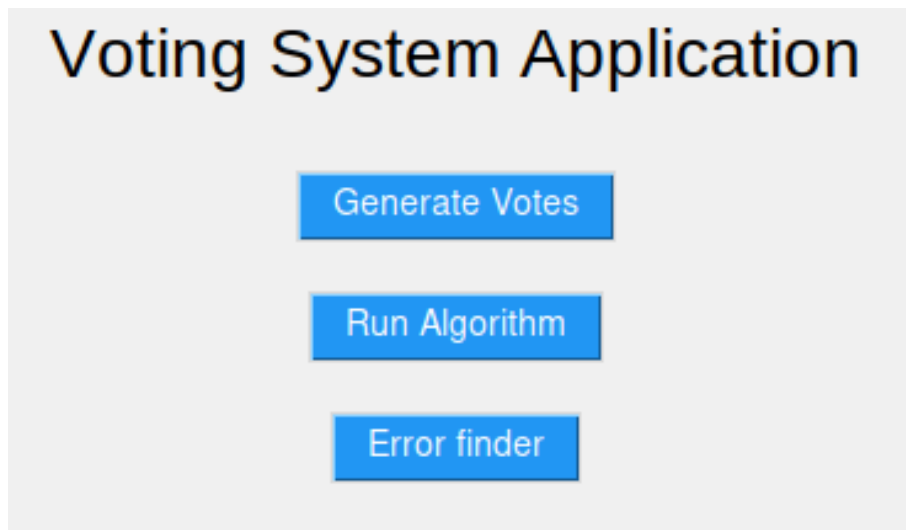 Voting System Application
Generate Votes
Run Algorithm
Error finder